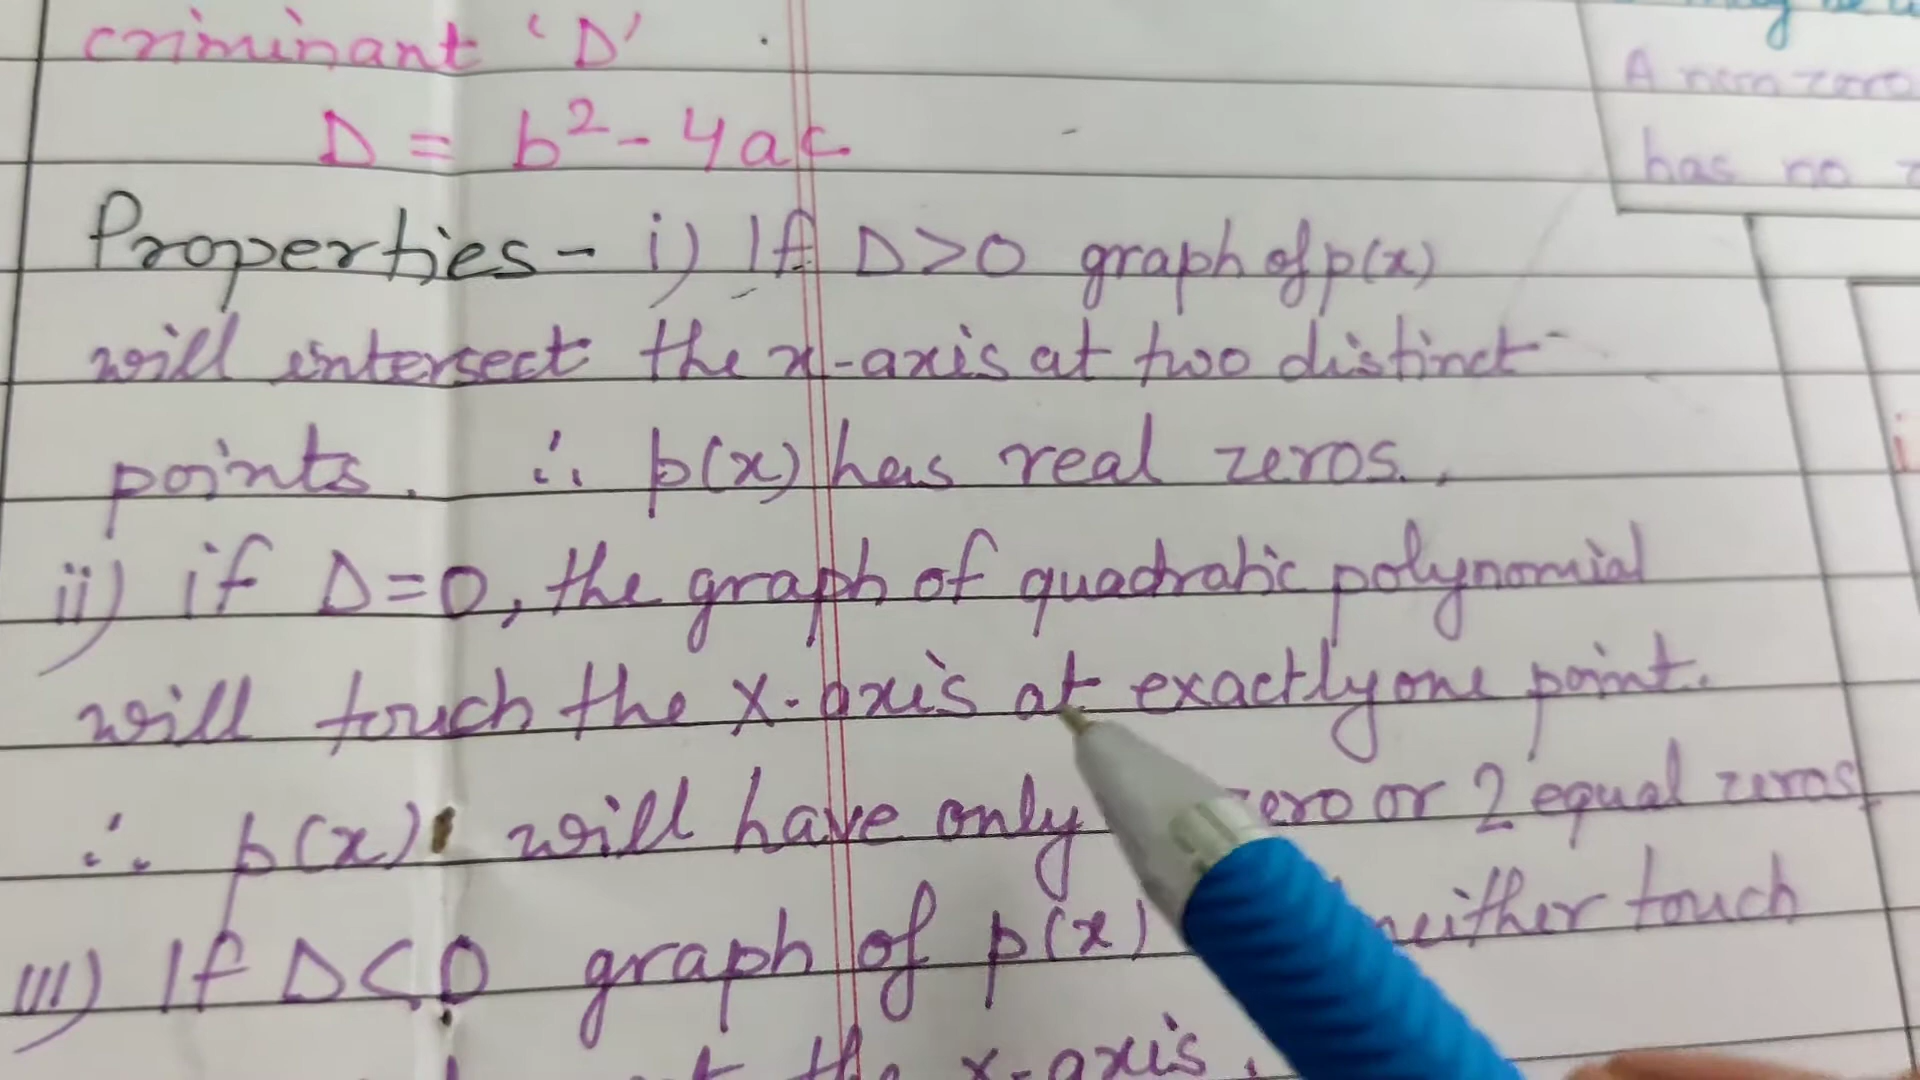 criminant 'D'
D = b² - 4ac
A non zero
has no
Properties - i) If D>0 graph of p(x)
will intersect the x-axis at two distinct
points. ∴ p(x) has real zeros.
ii) if D=0, the graph of quadratic polynomial
will touch the x-axis at exactly one point.
∴ p(x) will have only zero or 2 equal zeros
III) If D<0 graph of p(x) neither touch
the x-axis.